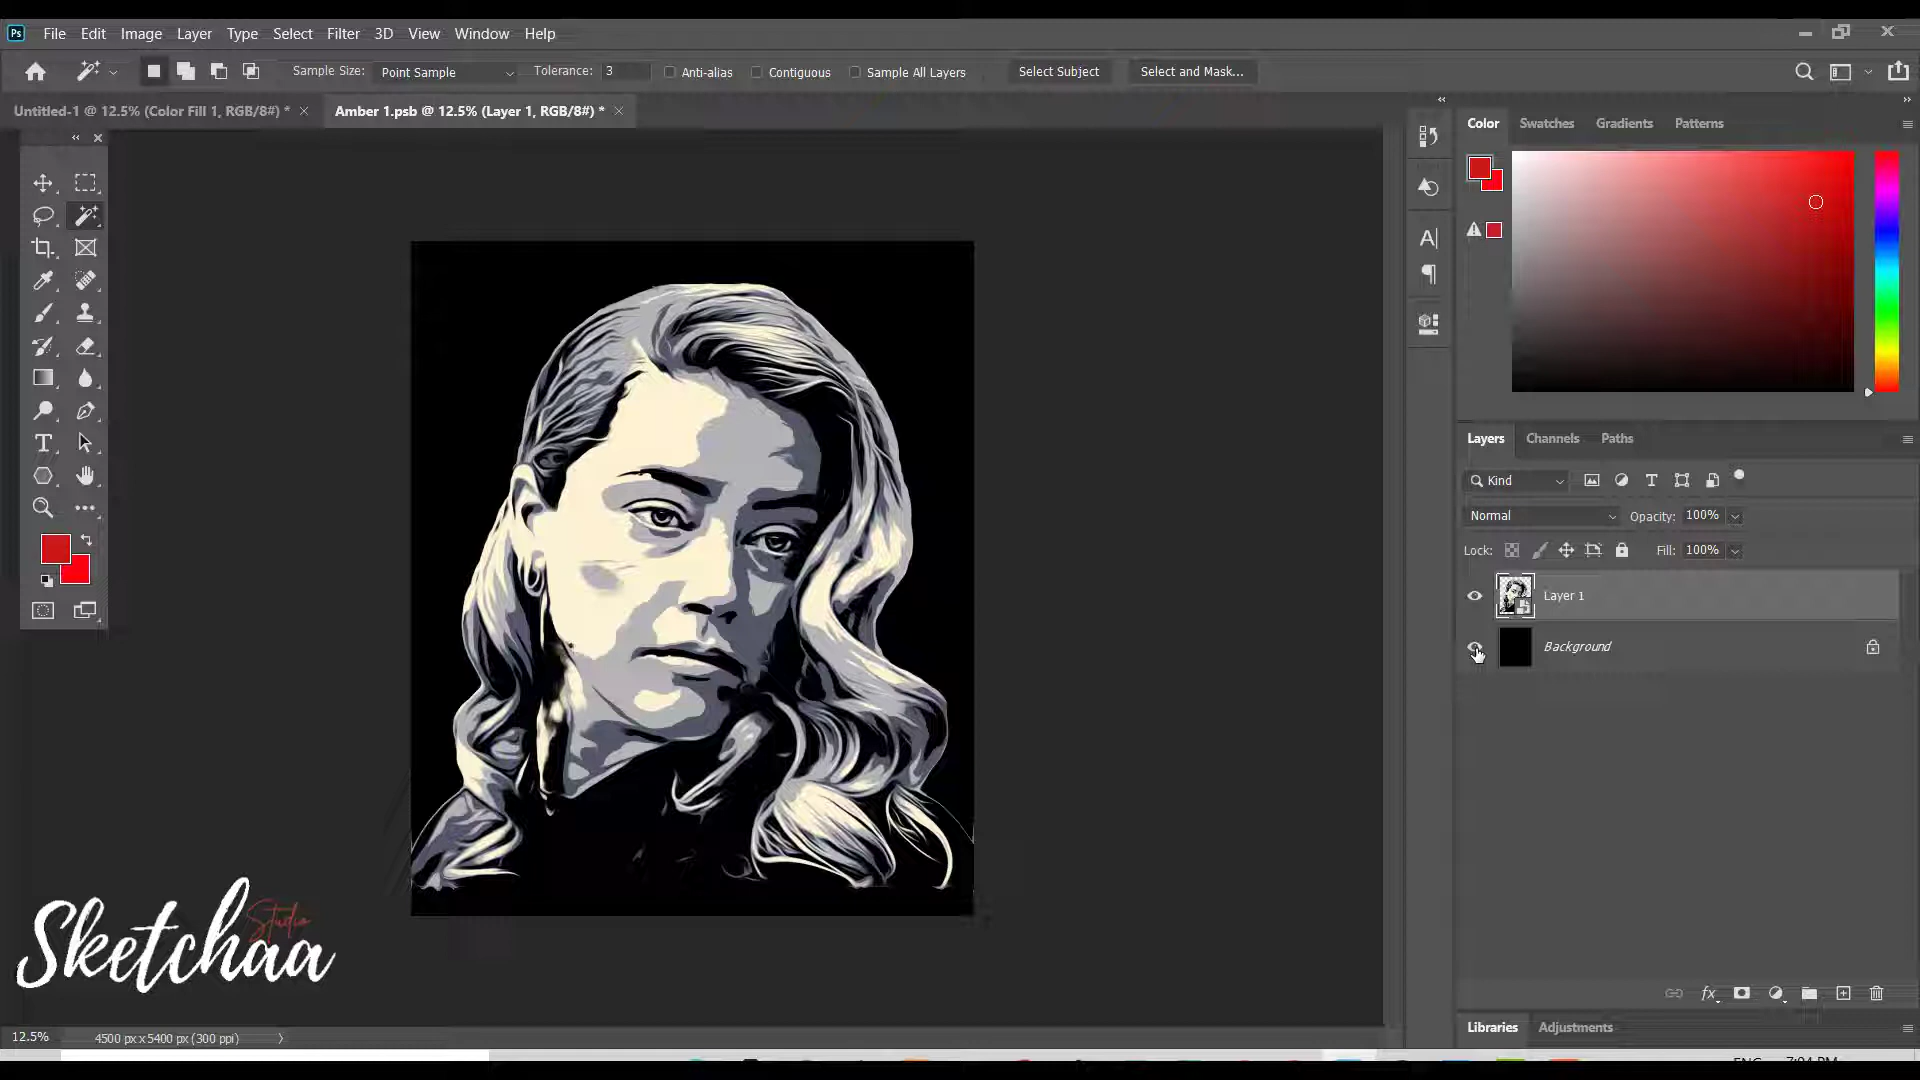 Ps File Edit Image Layer Type Select Filter 3D View Window Help
Sample Size: Point Sample Tolerance: 3 Anti-alias Contiguous Sample All Layers Select Subject Select and Mask...
Untitled-1 @ 12.5% (Color Fill 1, RGB/8#) * Amber 1.psb @ 12.5% (Layer 1, RGB/8#) *
Color Swatches Gradients Patterns
Layers Channels Paths
Kind
Normal Opacity: 100%
Lock: Fill: 100%
Layer 1
Background
Sketchaa
Studio
fx
Libraries Adjustments
12.5% 4500 px x 5400 px (300 ppi)